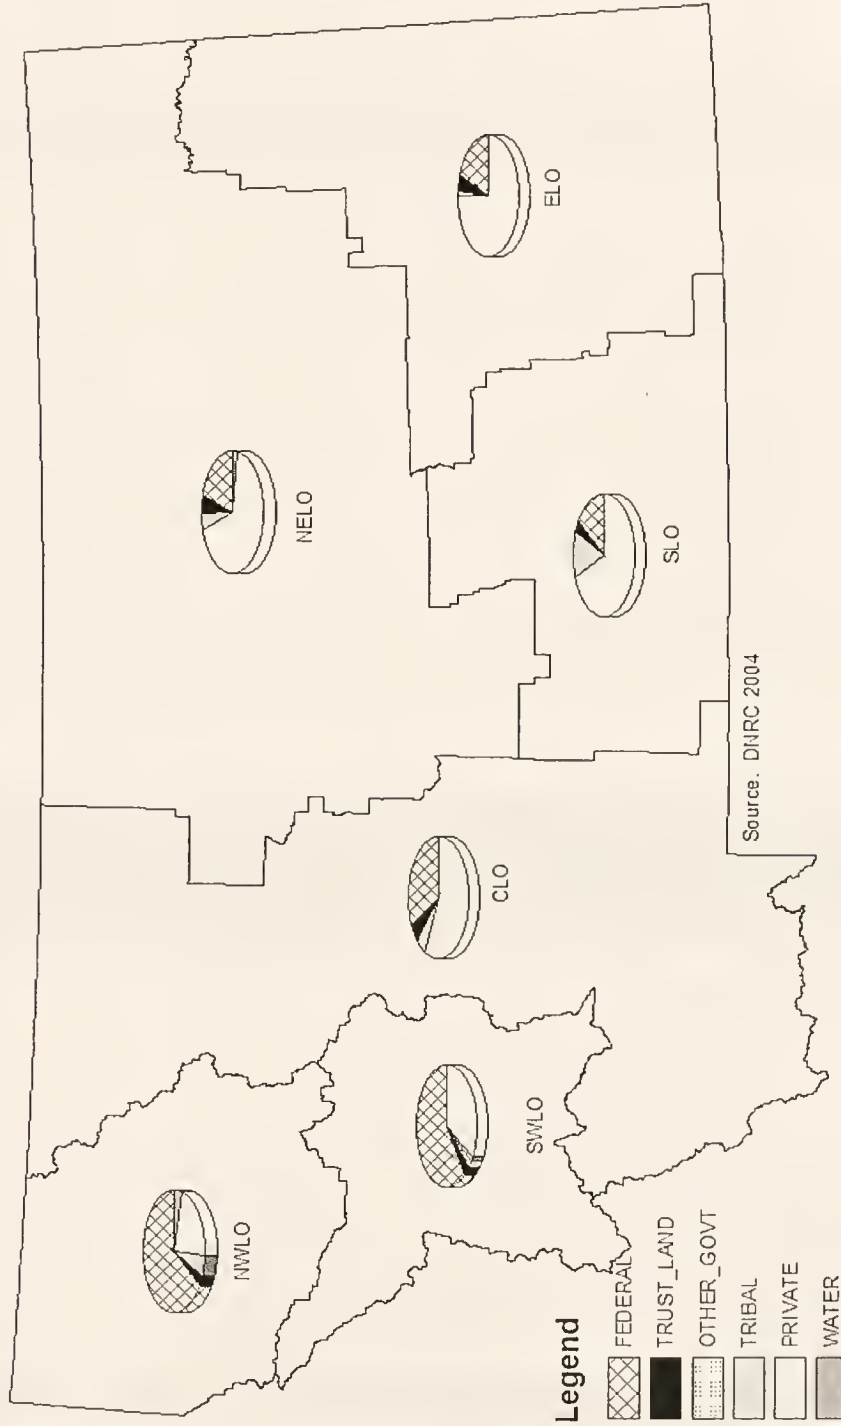 NWLO
NELO
CLO
SWLO
ELO
SLO
Source. DNRC 2004
Legend
FEDERAL
TRUST_LAND
OTHER_GOVT
TRIBAL
PRIVATE
WATER